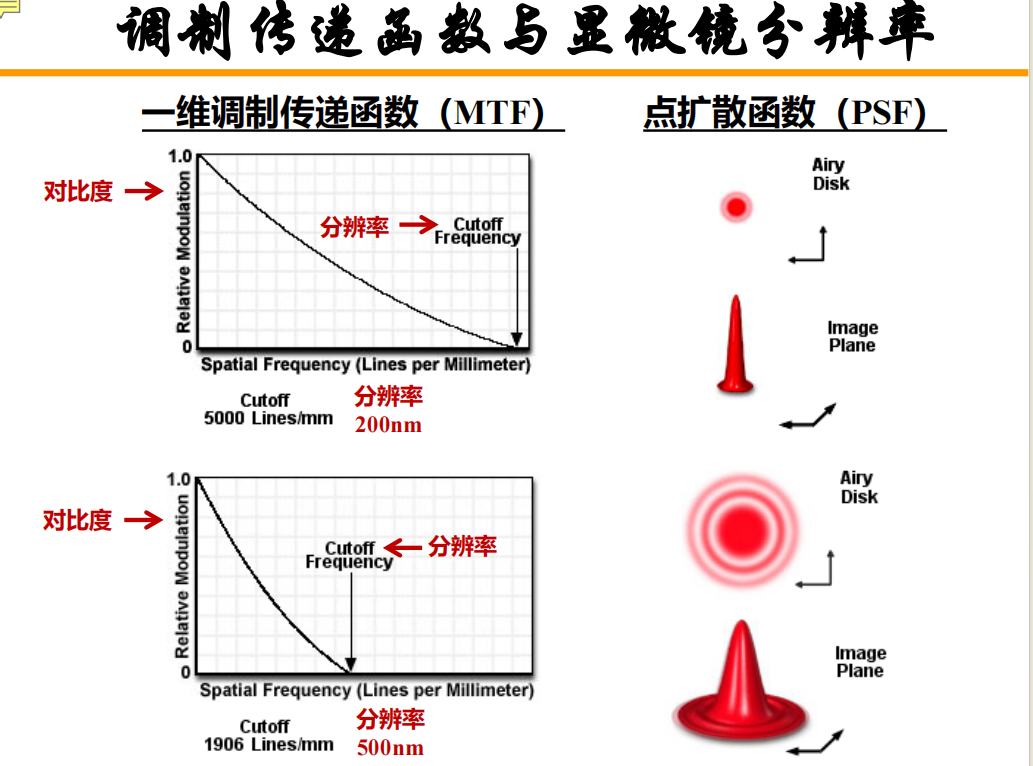 调制传递函数与显微镜分辨率
一维调制传递函数（MTF）
点扩散函数（PSF）
1.0
对比度
Relative Modulation
分辨率
Cutoff
Frequency
0
Spatial Frequency (Lines per Millimeter)
Cutoff
5000 Lines/mm
分辨率
200nm
Airy
Disk
Image
Plane
1.0
对比度
Relative Modulation
Cutoff
Frequency
分辨率
0
Spatial Frequency (Lines per Millimeter)
Cutoff
1906 Lines/mm
分辨率
500nm
Airy
Disk
Image
Plane